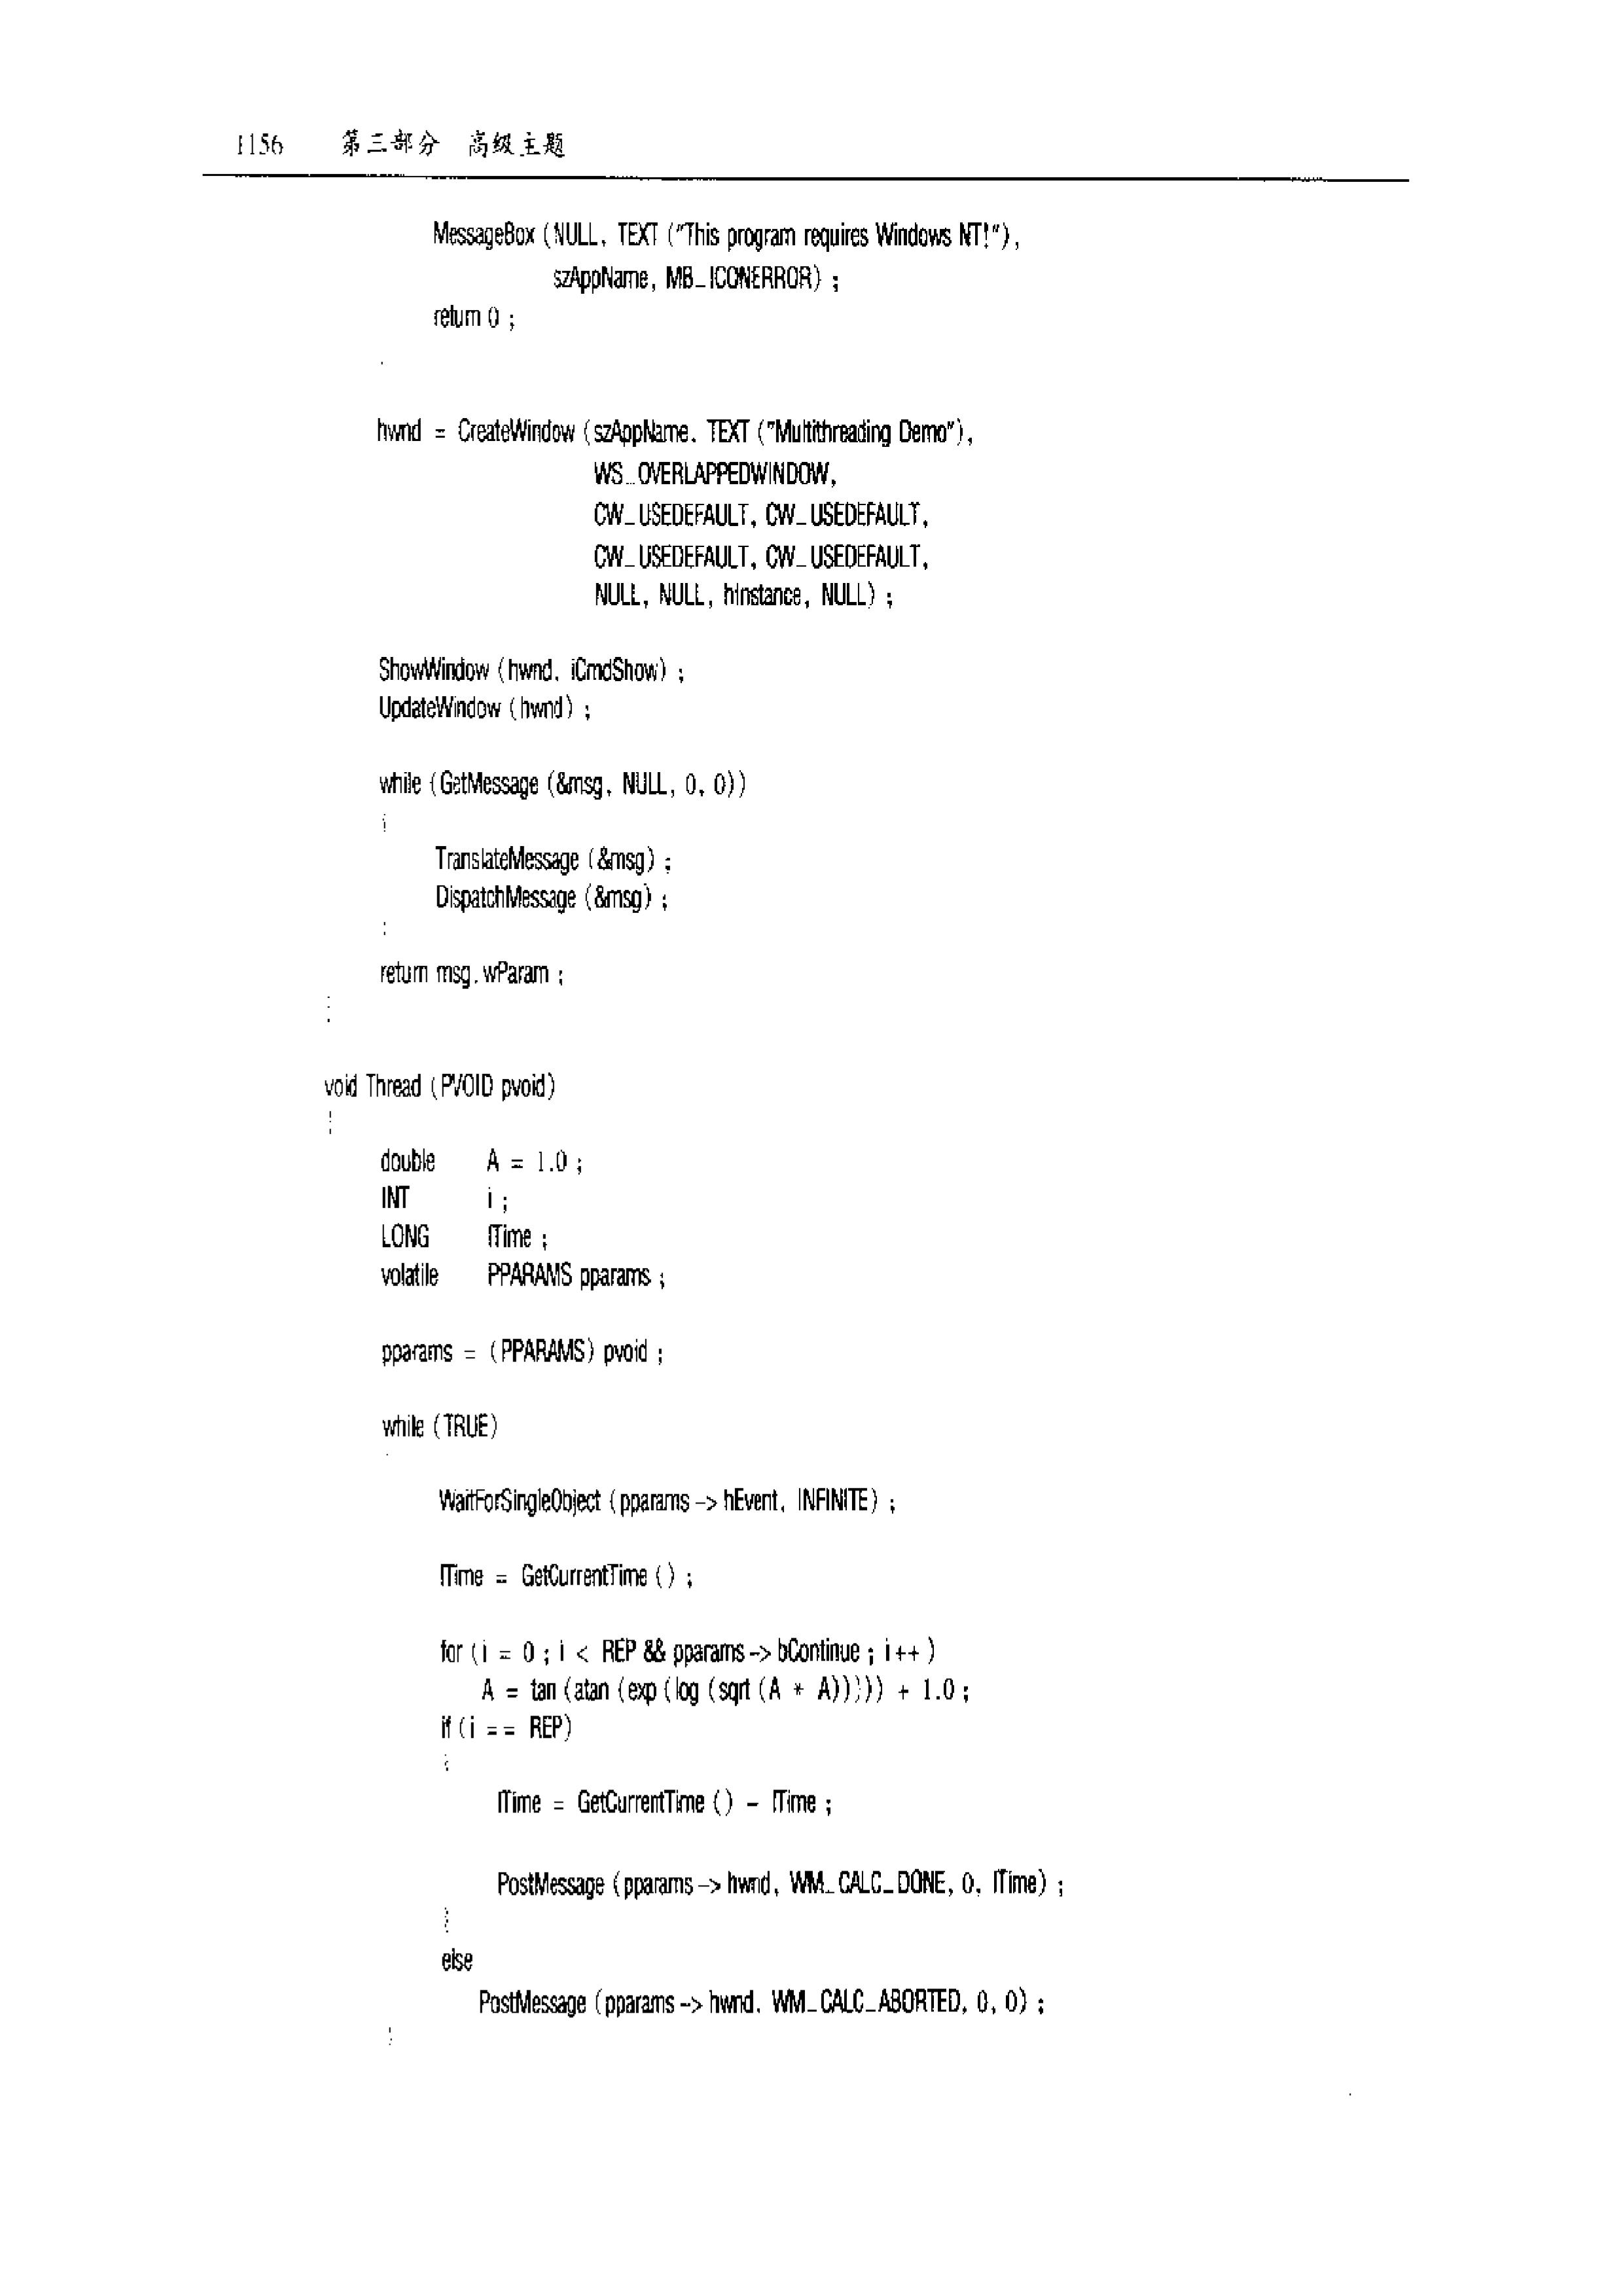 1156 第三部分 高级主题
MessageBox (NULL, TEXT ("This program requires Windows NT!"),
szAppName, MB_ICONERROR) ;
return 0 ;
hwnd = CreateWindow (szAppName, TEXT ("Multithreading Demo"),
WS_OVERLAPPEDWINDOW,
CW_USEDEFAULT, CW_USEDEFAULT,
CW_USEDEFAULT, CW_USEDEFAULT,
NULL, NULL, hInstance, NULL) ;
ShowWindow (hwnd, iCmdShow) ;
UpdateWindow (hwnd) ;
while (GetMessage (&msg, NULL, 0, 0))
{
TranslateMessage (&msg) ;
DispatchMessage (&msg) ;
}
return msg.wParam ;
}
void Thread (PVOID pvoid)
{
double A = 1.0 ;
INT i ;
LONG lTime ;
volatile PPARAMS pparams ;
pparams = (PPARAMS) pvoid ;
while (TRUE)
WaitForSingleObject (pparams -> hEvent, INFINITE) ;
lTime = GetCurrentTime () ;
for (i = 0 ; i < REP && pparams -> bContinue ; i ++ )
A = tan (atan (exp (log (sqrt (A * A))))) + 1.0 ;
if (i == REP)
{
lTime = GetCurrentTime () - lTime ;
PostMessage (pparams -> hwnd, WM_CALC_DONE, 0, lTime) ;
}
else
PostMessage (pparams -> hwnd, WM_CALC_ABORTED, 0, 0) ;
}